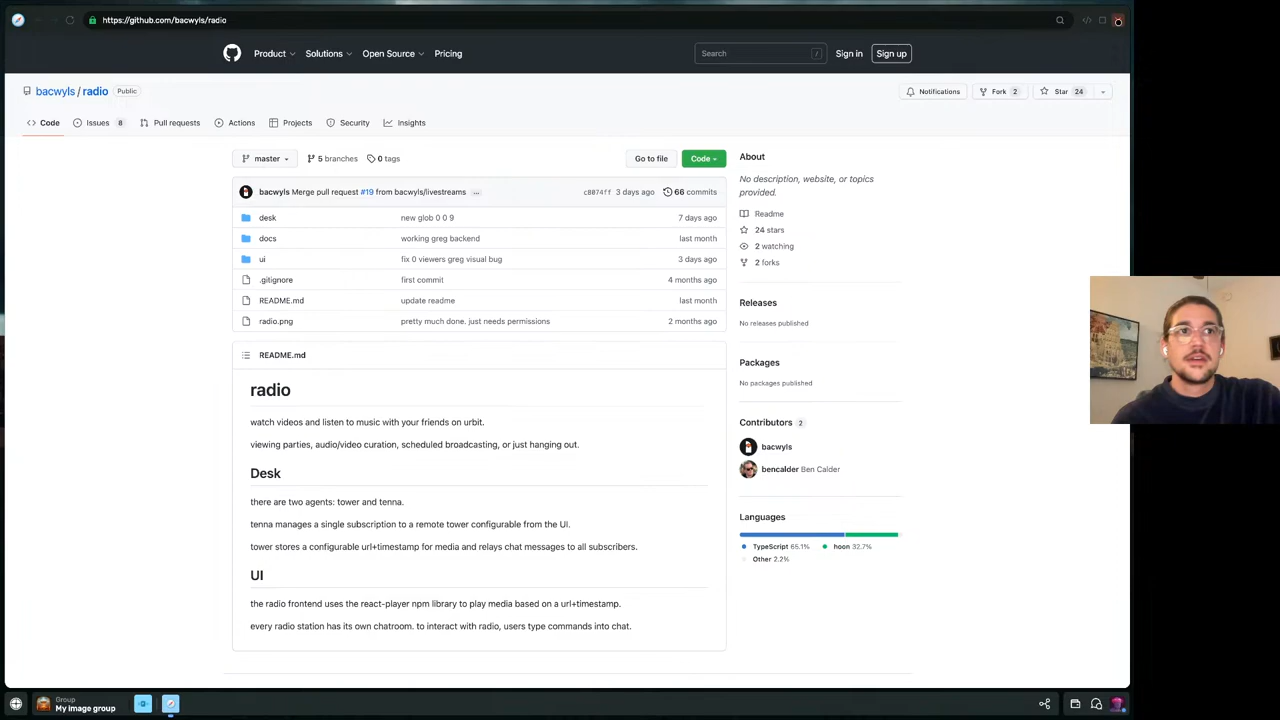 https://github.com/bacwyls/radio
Product Solutions Open Source Pricing
Search /
Sign in Sign up
bacwyls / radio Public
Notifications Fork 2 Star 24
Code Issues 8 Pull requests Actions Projects Security Insights
master 5 branches 0 tags Go to file Code
bacwyls Merge pull request #19 from bacwyls/livestreams ... c8074ff 3 days ago 66 commits
desk new glob 0 0 9 7 days ago
docs working greg backend last month
ui fix 0 viewers greg visual bug 3 days ago
.gitignore first commit 4 months ago
README.md update readme last month
radio.png pretty much done. just needs permissions 2 months ago
README.md
radio
watch videos and listen to music with your friends on urbit.
viewing parties, audio/video curation, scheduled broadcasting, or just hanging out.
Desk
there are two agents: tower and tenna.
tenna manages a single subscription to a remote tower configurable from the UI.
tower stores a configurable url+timestamp for media and relays chat messages to all subscribers.
UI
the radio frontend uses the react-player npm library to play media based on a url+timestamp.
every radio station has its own chatroom. to interact with radio, users type commands into chat.
About
No description, website, or topics
provided.
Readme
24 stars
2 watching
2 forks
Releases
No releases published
Packages
No packages published
Contributors 2
bacwyls
bencalder Ben Calder
Languages
TypeScript 65.1% hoon 32.7%
Other 2.2%
Group
My image group